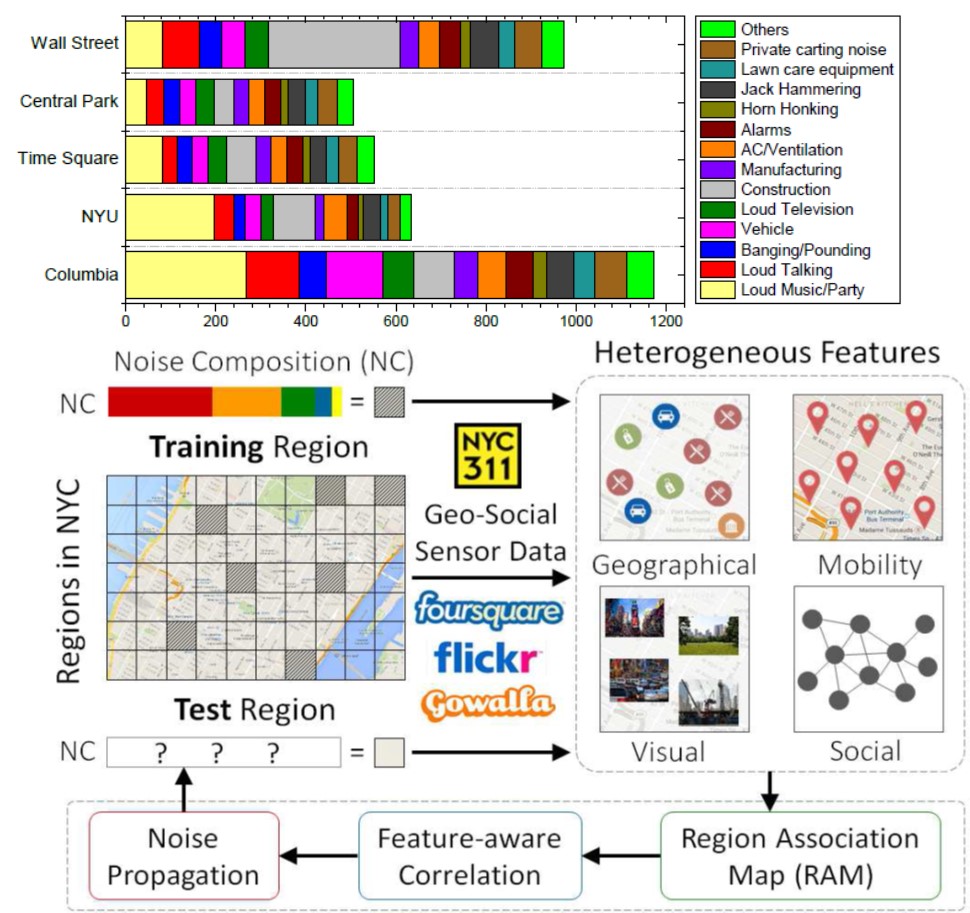 Wall Street
Central Park
Time Square
NYU
Columbia
0 200 400 600 800 1000 1200
Others
Private carting noise
Lawn care equipment
Jack Hammering
Horn Honking
Alarms
AC/Ventilation
Manufacturing
Construction
Loud Television
Vehicle
Banging/Pounding
Loud Talking
Loud Music/Party
Noise Composition (NC)
NC =
Training Region
Regions in NYC
Test Region
NC ? ? ? =
NYC
311
Geo-Social
Sensor Data
foursquare
flickr
Gowalla
Heterogeneous Features
Geographical
Mobility
Port Authority
Bus Terminal
Visual
Social
Noise
Propagation
Feature-aware
Correlation
Region Association
Map (RAM)